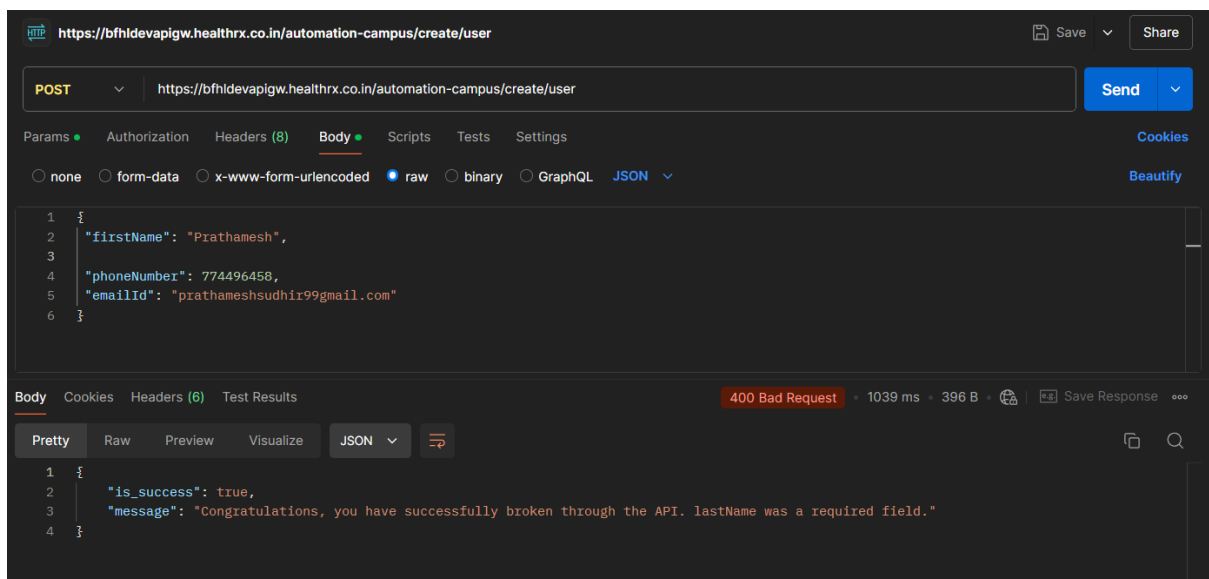 HTTP https://bfhldevapigw.healthrx.co.in/automation-campus/create/user Save Share
POST https://bfhldevapigw.healthrx.co.in/automation-campus/create/user Send
Params Authorization Headers (8) Body Scripts Tests Settings Cookies
none form-data x-www-form-urlencoded raw binary GraphQL JSON Beautify
1 {
2 "firstName": "Prathamesh",
3
4 "phoneNumber": 774496458,
5 "emailId": "prathameshsudhir99gmail.com"
6 }
Body Cookies Headers (6) Test Results 400 Bad Request 1039 ms 396 B e.g. Save Response
Pretty Raw Preview Visualize JSON
1 {
2 "is_success": true,
3 "message": "Congratulations, you have successfully broken through the API. lastName was a required field."
4 }